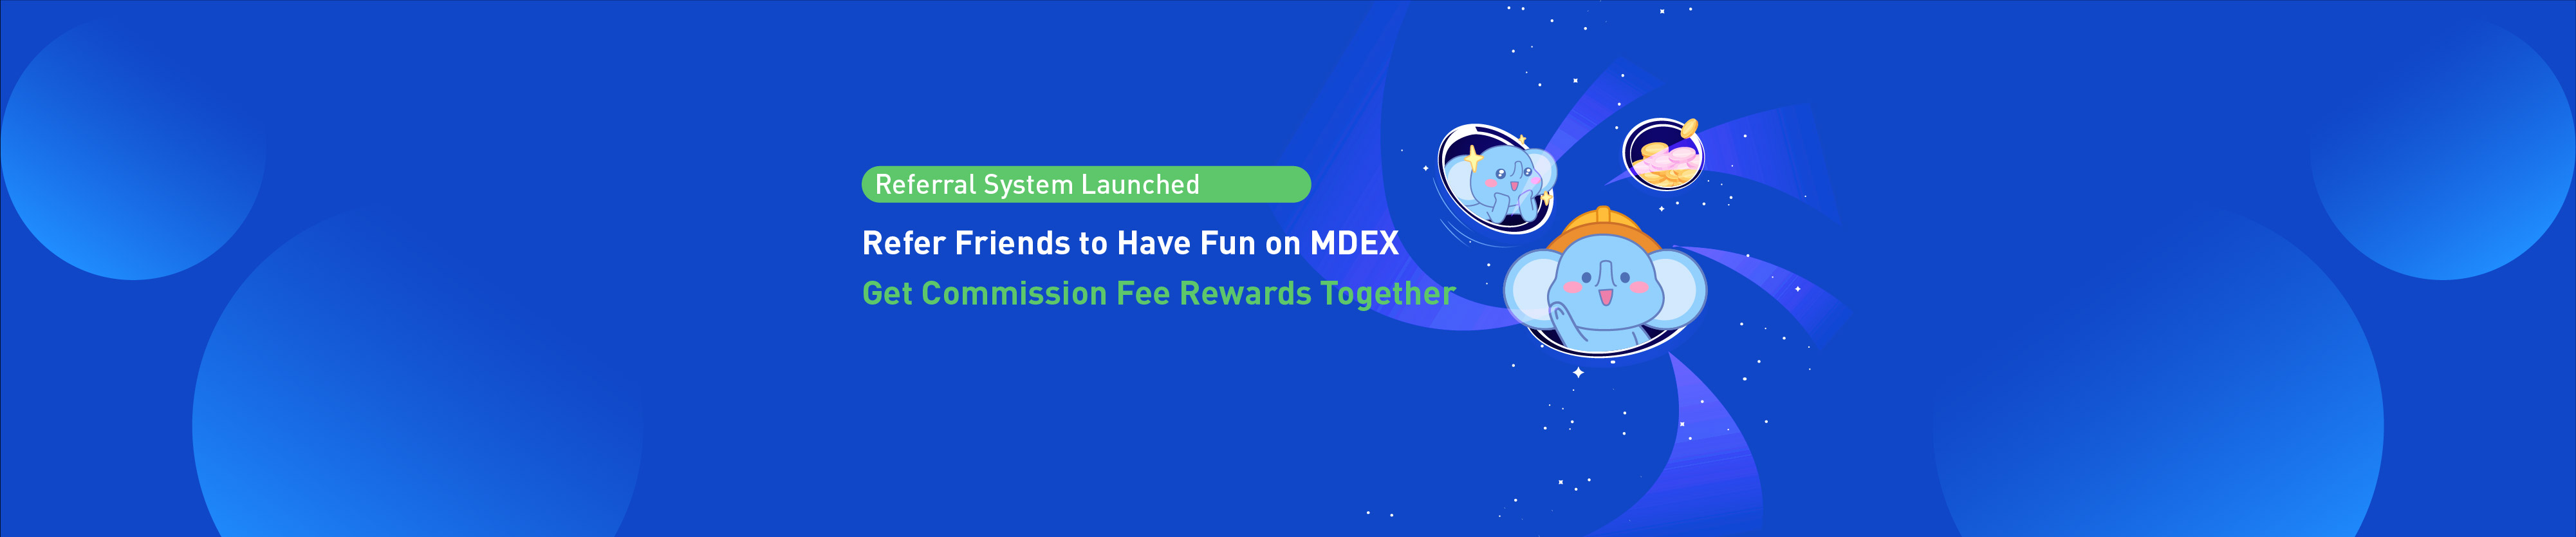 Referral System Launched
Refer Friends to Have Fun on MDEX
Get Commission Fee Rewards Together